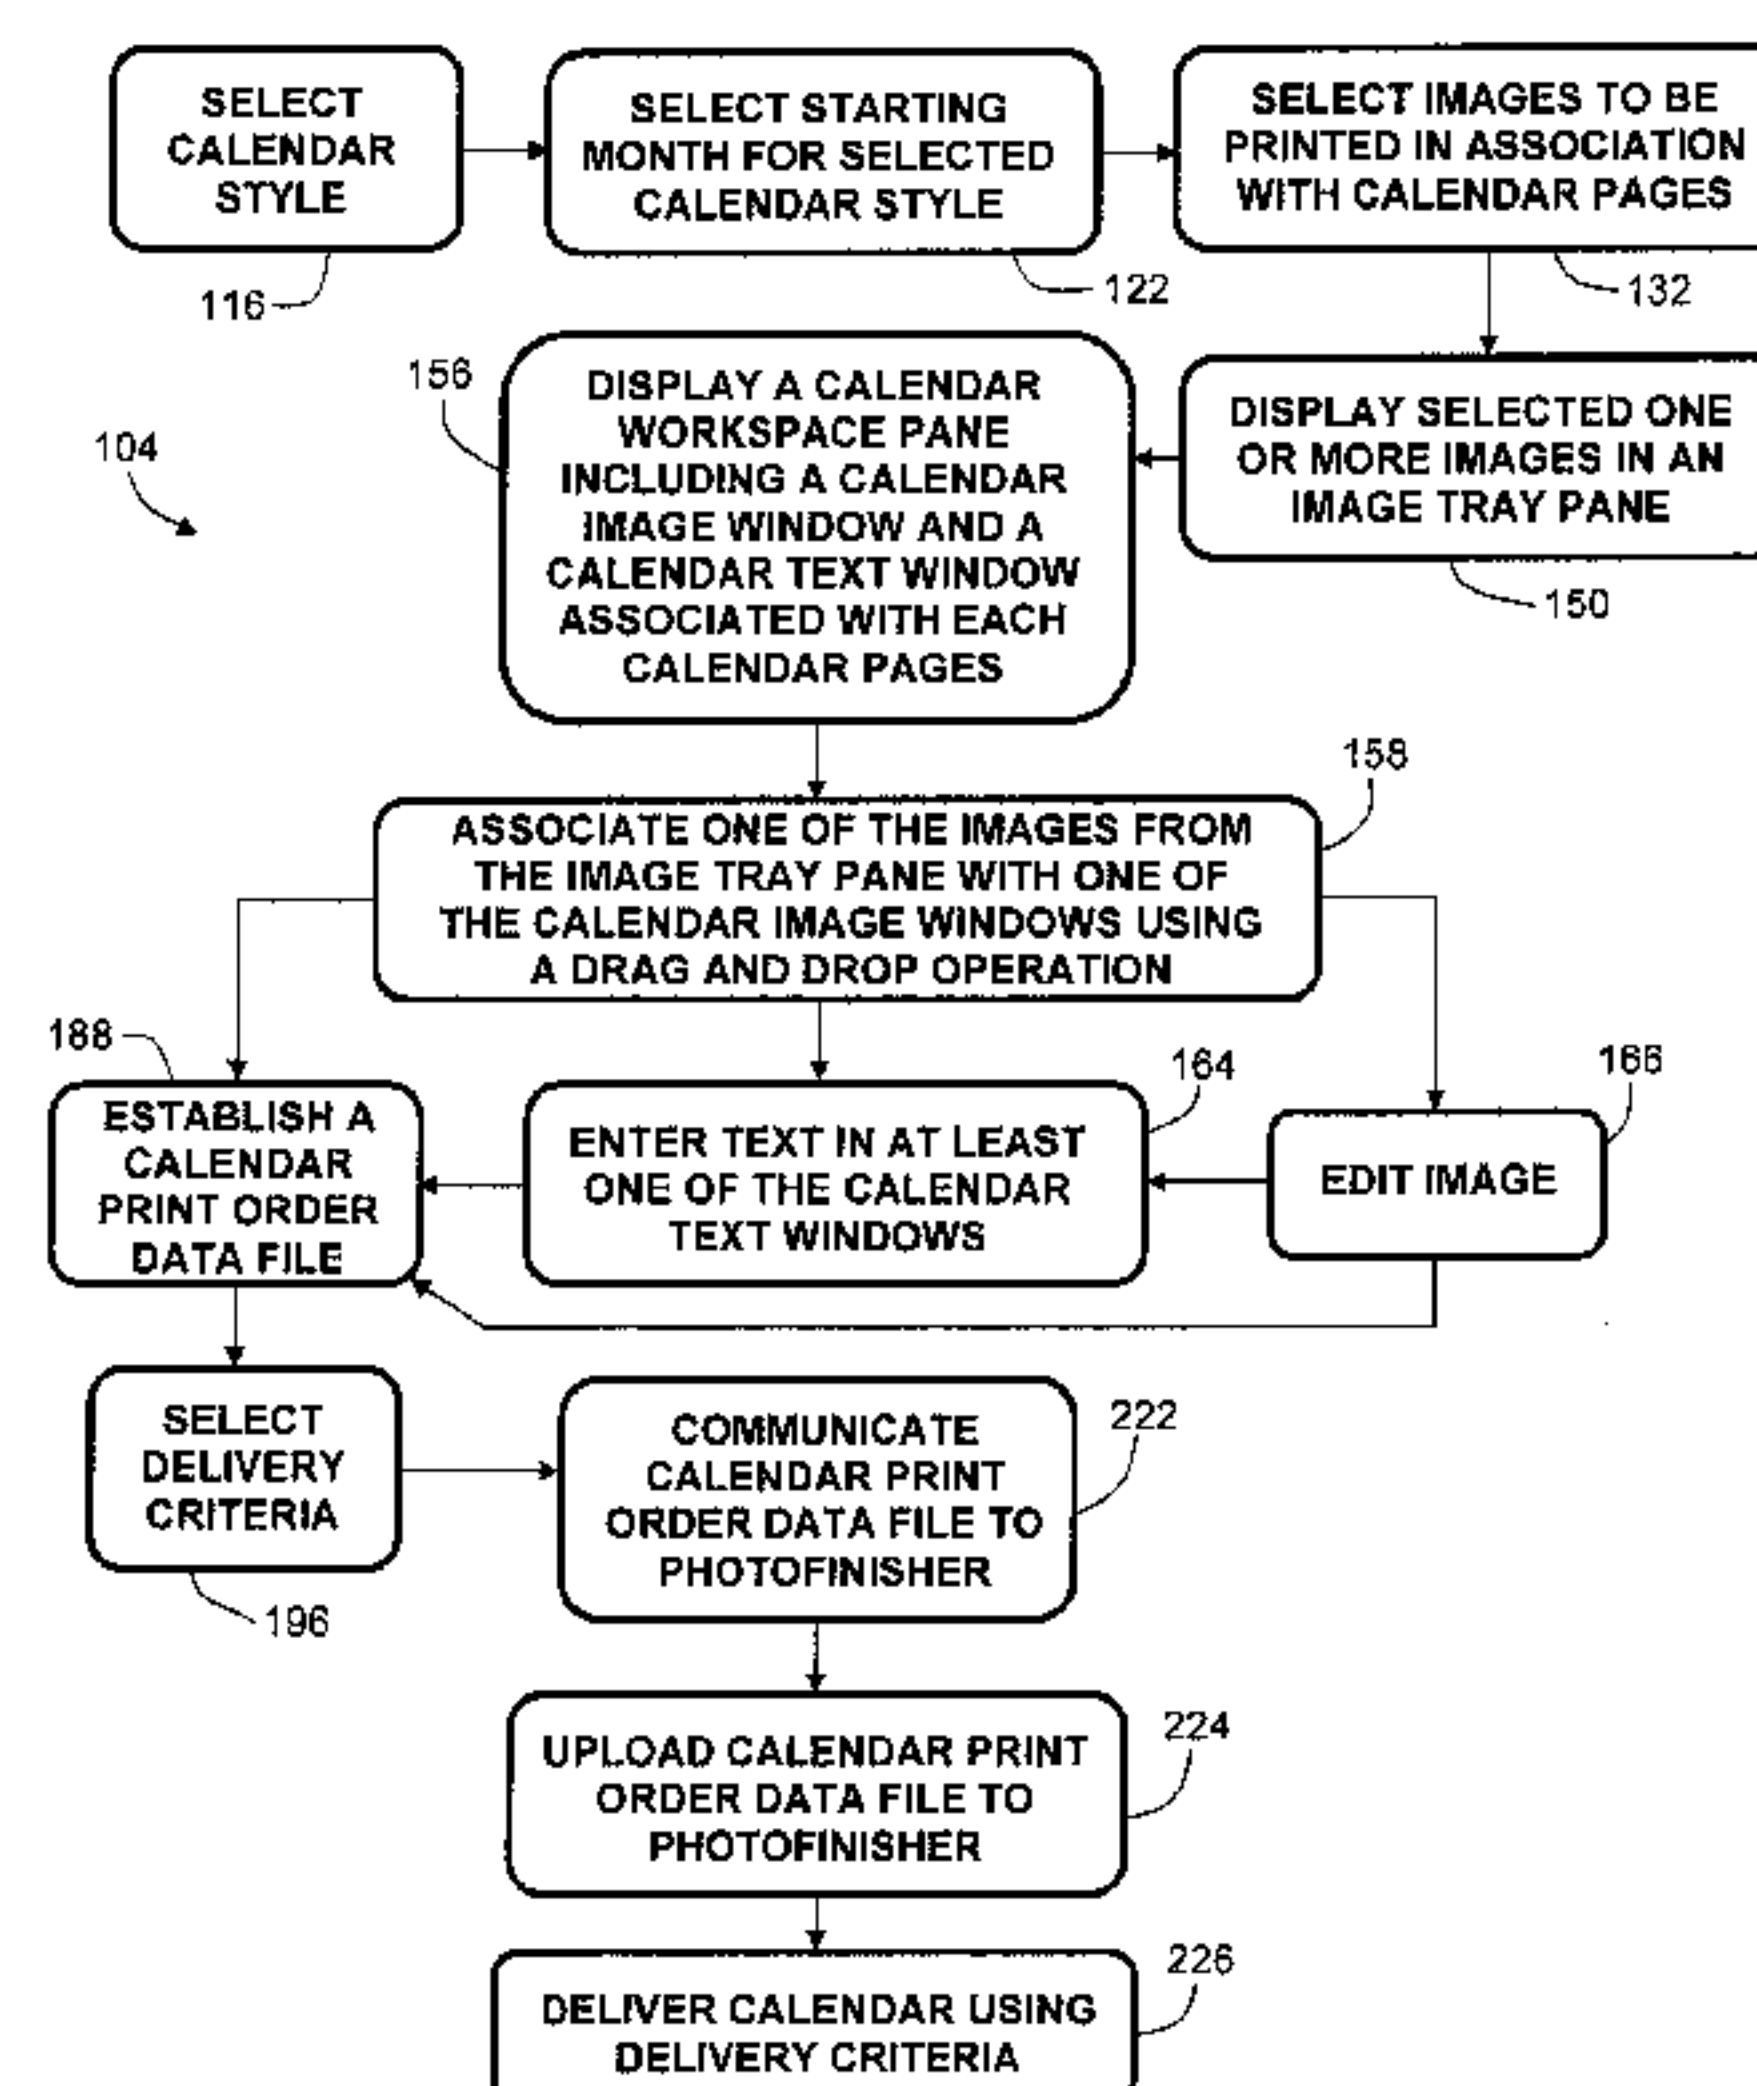 SELECT
CALENDAR
STYLE
116
SELECT STARTING
MONTH FOR SELECTED
CALENDAR STYLE
122
SELECT IMAGES TO BE
PRINTED IN ASSOCIATION
WITH CALENDAR PAGES
132
DISPLAY SELECTED ONE
OR MORE IMAGES IN AN
IMAGE TRAY PANE
150
156
DISPLAY A CALENDAR
WORKSPACE PANE
INCLUDING A CALENDAR
IMAGE WINDOW AND A
CALENDAR TEXT WINDOW
ASSOCIATED WITH EACH
CALENDAR PAGES
104
158
ASSOCIATE ONE OF THE IMAGES FROM
THE IMAGE TRAY PANE WITH ONE OF
THE CALENDAR IMAGE WINDOWS USING
A DRAG AND DROP OPERATION
188
ESTABLISH A
CALENDAR
PRINT ORDER
DATA FILE
164
ENTER TEXT IN AT LEAST
ONE OF THE CALENDAR
TEXT WINDOWS
166
EDIT IMAGE
SELECT
DELIVERY
CRITERIA
196
222
COMMUNICATE
CALENDAR PRINT
ORDER DATA FILE TO
PHOTOFINISHER
224
UPLOAD CALENDAR PRINT
ORDER DATA FILE TO
PHOTOFINISHER
226
DELIVER CALENDAR USING
DELIVERY CRITERIA